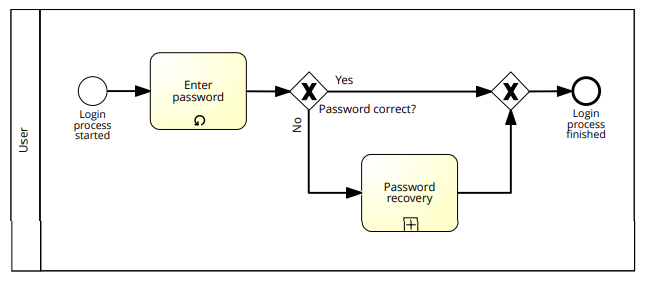 User
Login
process
started
Enter
password
Yes
Password correct?
No
Password
recovery
Login
process
finished